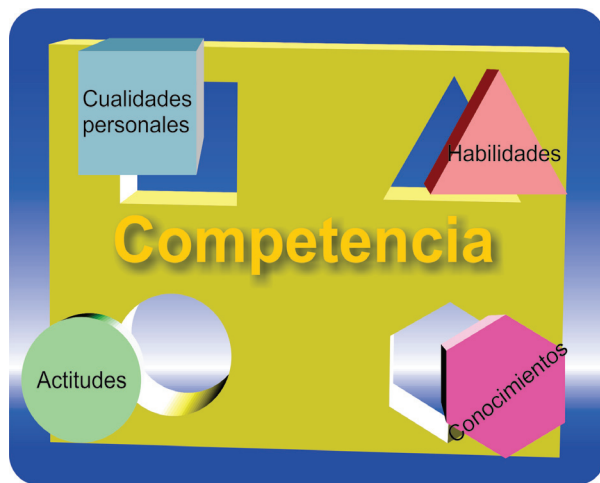 Cualidades
personales
Habilidades
Competencia
Actitudes
Conocimientos